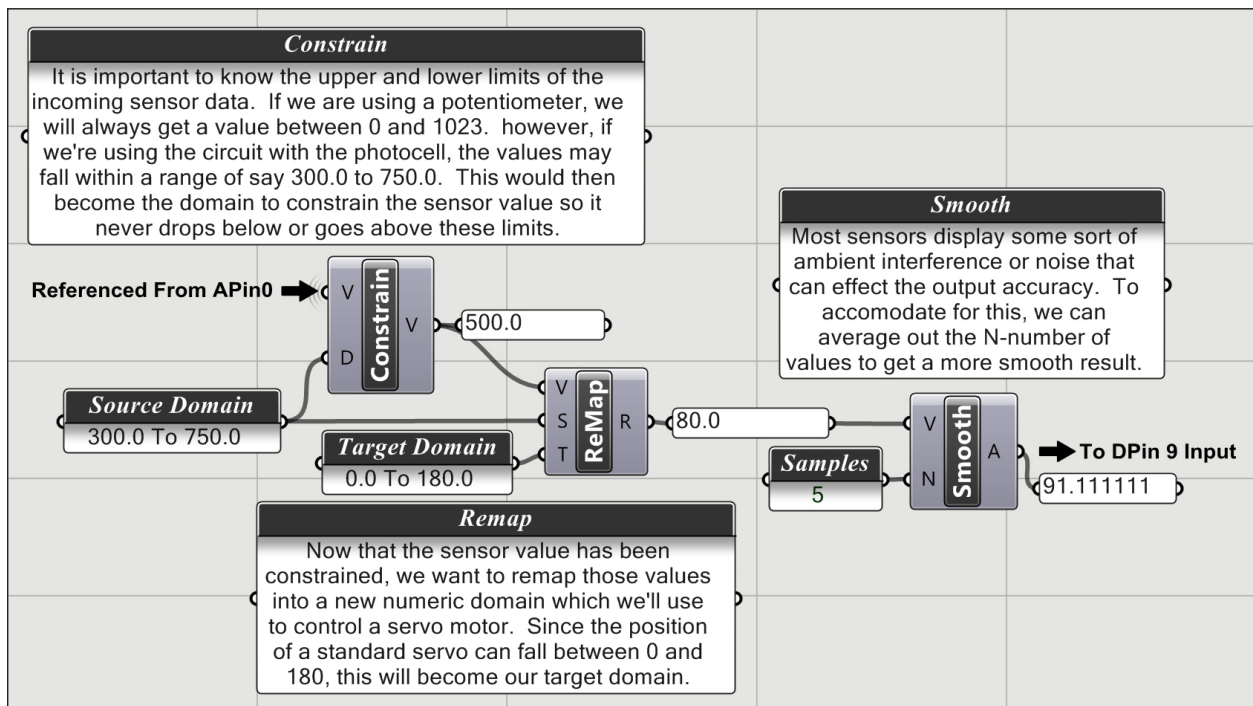 Constrain
It is important to know the upper and lower limits of the
incoming sensor data.  If we are using a potentiometer, we
will always get a value between 0 and 1023.  however, if
we're using the circuit with the photocell, the values may
fall within a range of say 300.0 to 750.0.  This would then
become the domain to constrain the sensor value so it
never drops below or goes above these limits.
Smooth
Most sensors display some sort of
ambient interference or noise that
can effect the output accuracy.  To
accomodate for this, we can
average out the N-number of
values to get a more smooth result.
Referenced From APin0
V
D
Constrain
V
500.0
Source Domain
300.0 To 750.0
Target Domain
0.0 To 180.0
V
S
T
ReMap
R
80.0
Samples
5
V
N
Smooth
A
To DPin 9 Input
91.111111
Remap
Now that the sensor value has been
constrained, we want to remap those values
into a new numeric domain which we'll use
to control a servo motor.  Since the position
of a standard servo can fall between 0 and
180, this will become our target domain.